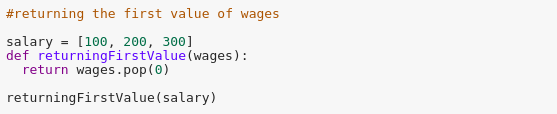 #returning the first value of wages
salary = [100, 200, 300]
def returningFirstValue(wages):
  return wages.pop(0)
returningFirstValue(salary)